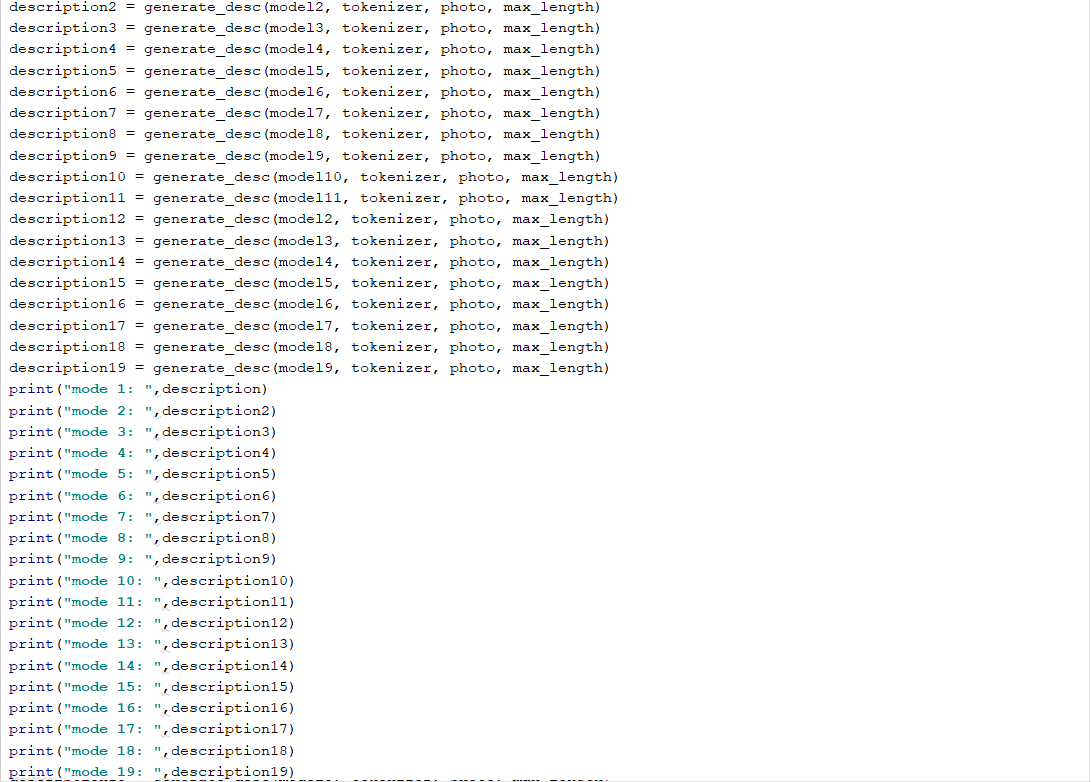 description2 = generate_desc(model2, tokenizer, photo, max_length)
description3 = generate_desc(model3, tokenizer, photo, max_length)
description4 = generate_desc(model4, tokenizer, photo, max_length)
description5 = generate_desc(model5, tokenizer, photo, max_length)
description6 = generate_desc(model6, tokenizer, photo, max_length)
description7 = generate_desc(model7, tokenizer, photo, max_length)
description8 = generate_desc(model8, tokenizer, photo, max_length)
description9 = generate_desc(model9, tokenizer, photo, max_length)
description10 = generate_desc(model10, tokenizer, photo, max_length)
description11 = generate_desc(model11, tokenizer, photo, max_length)
description12 = generate_desc(model2, tokenizer, photo, max_length)
description13 = generate_desc(model3, tokenizer, photo, max_length)
description14 = generate_desc(model4, tokenizer, photo, max_length)
description15 = generate_desc(model5, tokenizer, photo, max_length)
description16 = generate_desc(model6, tokenizer, photo, max_length)
description17 = generate_desc(model7, tokenizer, photo, max_length)
description18 = generate_desc(model8, tokenizer, photo, max_length)
description19 = generate_desc(model9, tokenizer, photo, max_length)
print("mode 1: ",description)
print("mode 2: ",description2)
print("mode 3: ",description3)
print("mode 4: ",description4)
print("mode 5: ",description5)
print("mode 6: ",description6)
print("mode 7: ",description7)
print("mode 8: ",description8)
print("mode 9: ",description9)
print("mode 10: ",description10)
print("mode 11: ",description11)
print("mode 12: ",description12)
print("mode 13: ",description13)
print("mode 14: ",description14)
print("mode 15: ",description15)
print("mode 16: ",description16)
print("mode 17: ",description17)
print("mode 18: ",description18)
print("mode 19: ",description19)